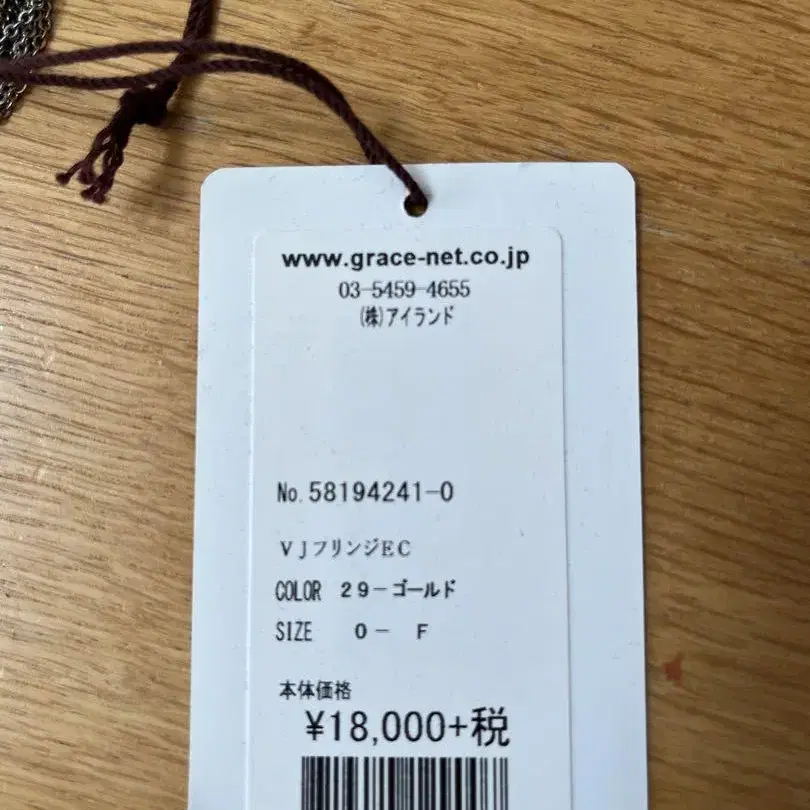 www.grace-net.co.jp
03-5459-4655
(株)アイランド
No.58194241-0
VJフリンジEC
COLOR 29-ゴールド
SIZE 0- F
本体価格
¥18,000+税